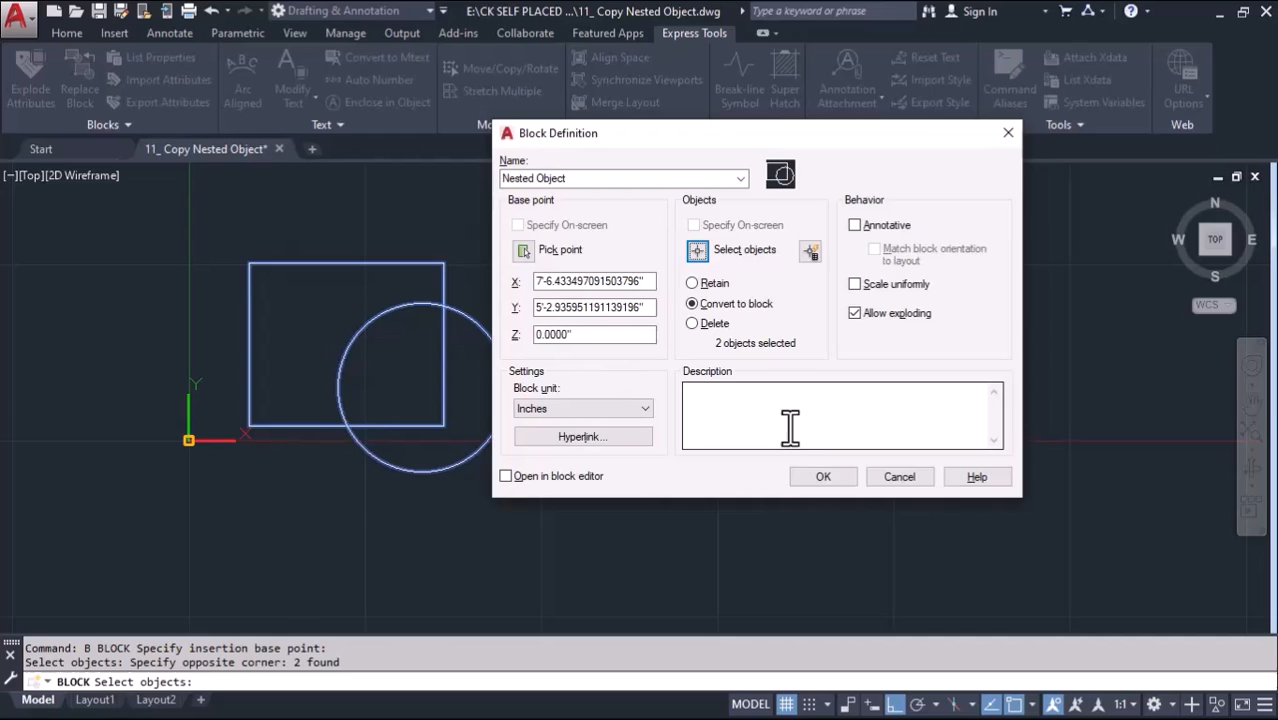 Drafting & Annotation
E:\CK SELF PLACED ...\11_ Copy Nested Object.dwg
Type a keyword or phrase
Sign In
Home Insert Annotate Parametric View Manage Output Add-ins Collaborate Featured Apps Express Tools
Explode Attributes
Replace Block
List Properties
Import Attributes
Export Attributes
Arc Aligned
Modify Text
Convert to Mtext
Auto Number
Enclose in Object
Move/Copy/Rotate
Stretch Multiple
Align Space
Synchronize Viewports
Merge Layout
Break-line Symbol
Super Hatch
Annotation Attachment
Reset Text
Import Style
Export Style
Command Aliases
Attach Xdata
List Xdata
System Variables
URL Options
Blocks
Text
Tools
Web
Start
11_ Copy Nested Object*
[−][Top][2D Wireframe]
N
W TOP E
S
WCS
Y
X
Block Definition
Name:
Nested Object
Base point
Specify On-screen
Pick point
X: 7'-6.433497091503796"
Y: 5'-2.935951191139196"
Z: 0.0000"
Objects
Specify On-screen
Select objects
Retain
Convert to block
Delete
2 objects selected
Behavior
Annotative
Match block orientation
to layout
Scale uniformly
Allow exploding
Settings
Block unit:
Inches
Hyperlink...
Description
Open in block editor
OK Cancel Help
Command: B BLOCK Specify insertion base point:
Select objects: Specify opposite corner: 2 found
BLOCK Select objects:
Model Layout1 Layout2 +
MODEL
1:1